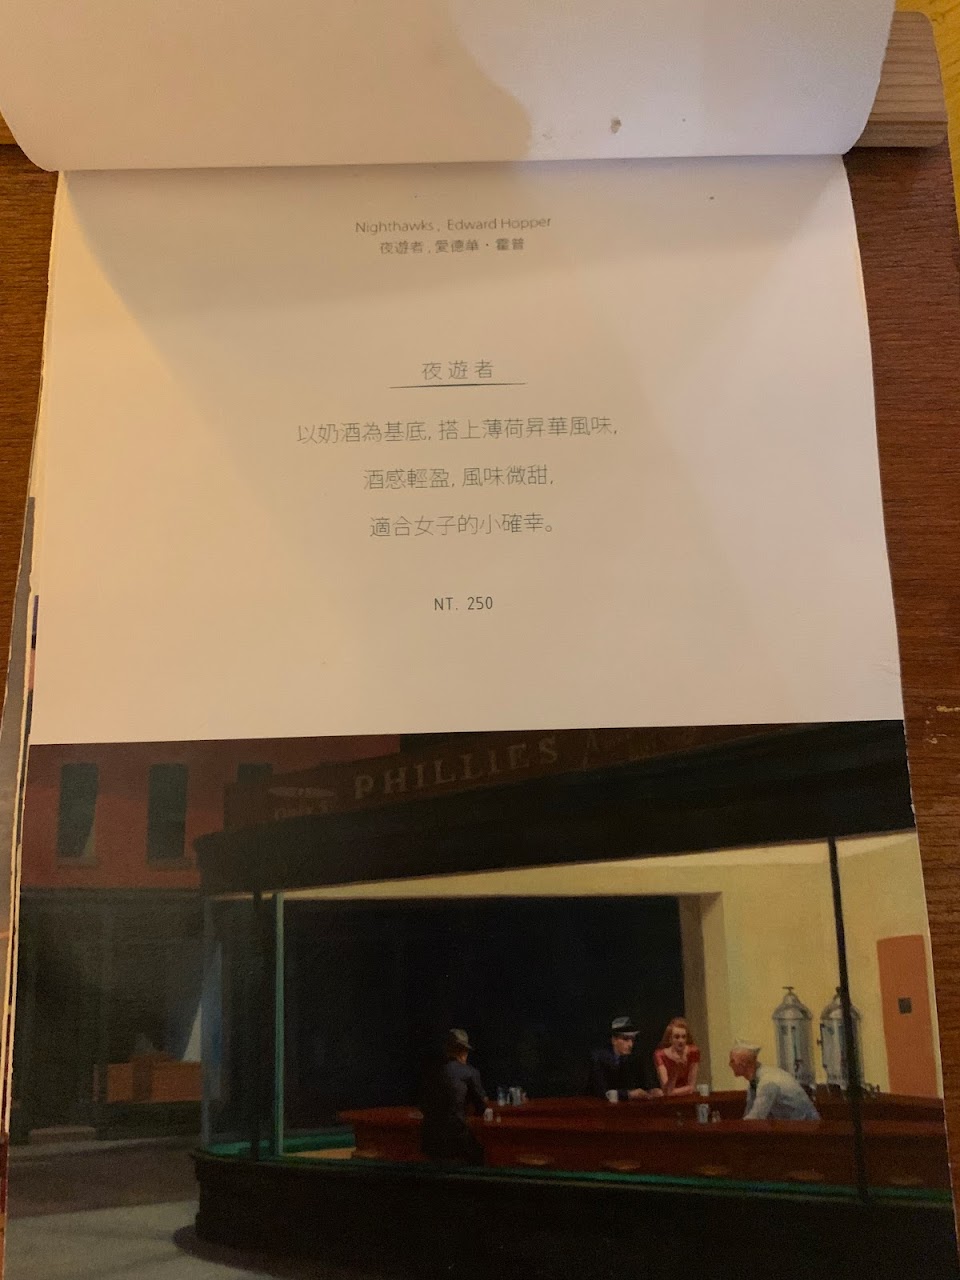 Nighthawks , Edward Hopper
夜遊者 , 愛德華・霍普
夜遊者
以奶酒為基底, 搭上薄荷昇華風味,
酒感輕盈, 風味微甜,
適合女子的小確幸。
NT. 250
PHILLIES